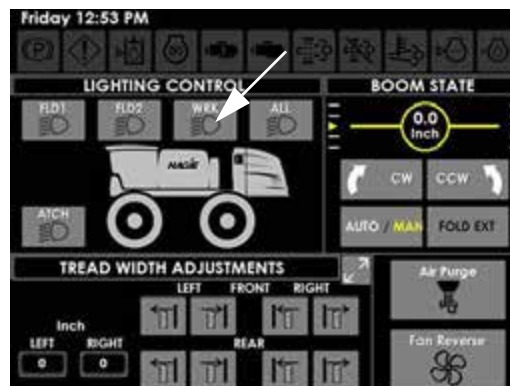 Friday 12:53 PM
LIGHTING CONTROL
BOOM STATE
FLD1 FLD2 WRK ALL
0.0
Inch
HAGIE
CW CCW
ATCH
AUTO / MAN FOLD EXT
TREAD WIDTH ADJUSTMENTS
LEFT FRONT RIGHT
Air Purge
Inch
LEFT RIGHT
REAR
0 0
Fan Reverse